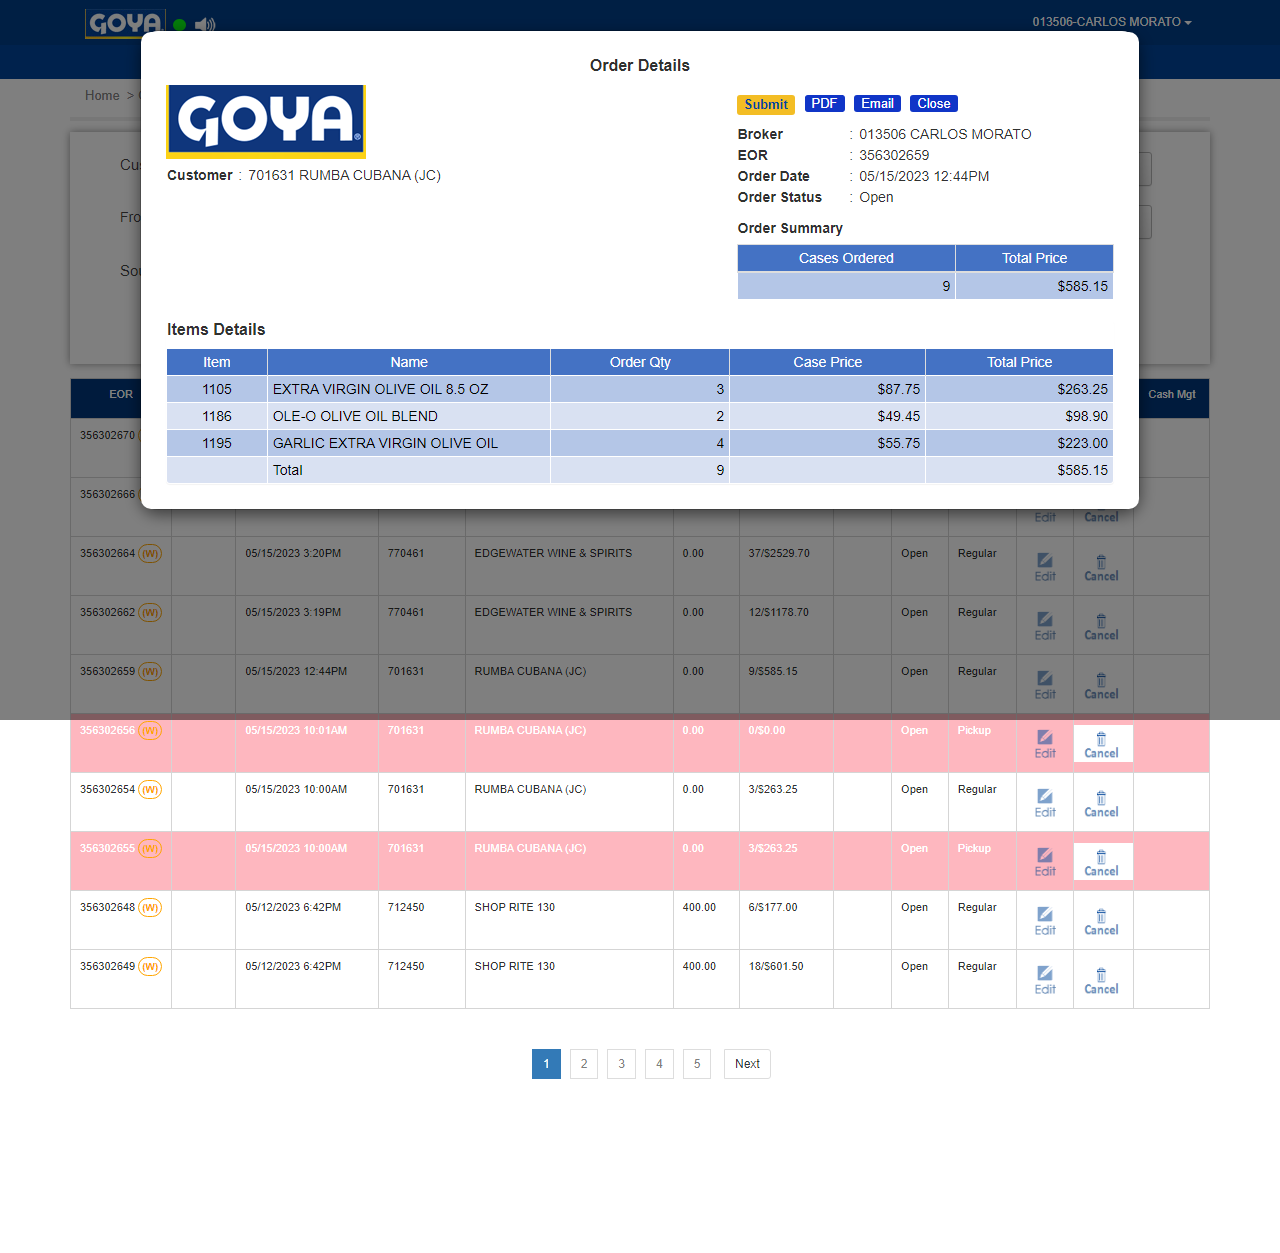 GOYA
013506-CARLOS MORATO
Home >
Order Details
GOYA®
Submit PDF Email Close
Broker : 013506 CARLOS MORATO
EOR : 356302659
Customer : 701631 RUMBA CUBANA (JC)
Order Date : 05/15/2023 12:44PM
Order Status : Open
Order Summary
Cases Ordered Total Price
9 $585.15
Items Details
Item Name Order Qty Case Price Total Price
1105 EXTRA VIRGIN OLIVE OIL 8.5 OZ 3 $87.75 $263.25
1186 OLE-O OLIVE OIL BLEND 2 $49.45 $98.90
1195 GARLIC EXTRA VIRGIN OLIVE OIL 4 $55.75 $223.00
Total 9 $585.15
EOR Cash Mgt
356302670
356302666 Edit Cancel
356302664 (W) 05/15/2023 3:20PM 770461 EDGEWATER WINE & SPIRITS 0.00 37/$2529.70 Open Regular Edit Cancel
356302662 (W) 05/15/2023 3:19PM 770461 EDGEWATER WINE & SPIRITS 0.00 12/$1178.70 Open Regular Edit Cancel
356302659 (W) 05/15/2023 12:44PM 701631 RUMBA CUBANA (JC) 0.00 9/$585.15 Open Regular Edit Cancel
356302656 (W) 05/15/2023 10:01AM 701631 RUMBA CUBANA (JC) 0.00 0/$0.00 Open Pickup Edit Cancel
356302654 (W) 05/15/2023 10:00AM 701631 RUMBA CUBANA (JC) 0.00 3/$263.25 Open Regular Edit Cancel
356302655 (W) 05/15/2023 10:00AM 701631 RUMBA CUBANA (JC) 0.00 3/$263.25 Open Pickup Edit Cancel
356302648 (W) 05/12/2023 6:42PM 712450 SHOP RITE 130 400.00 6/$177.00 Open Regular Edit Cancel
356302649 (W) 05/12/2023 6:42PM 712450 SHOP RITE 130 400.00 18/$601.50 Open Regular Edit Cancel
1 2 3 4 5 Next